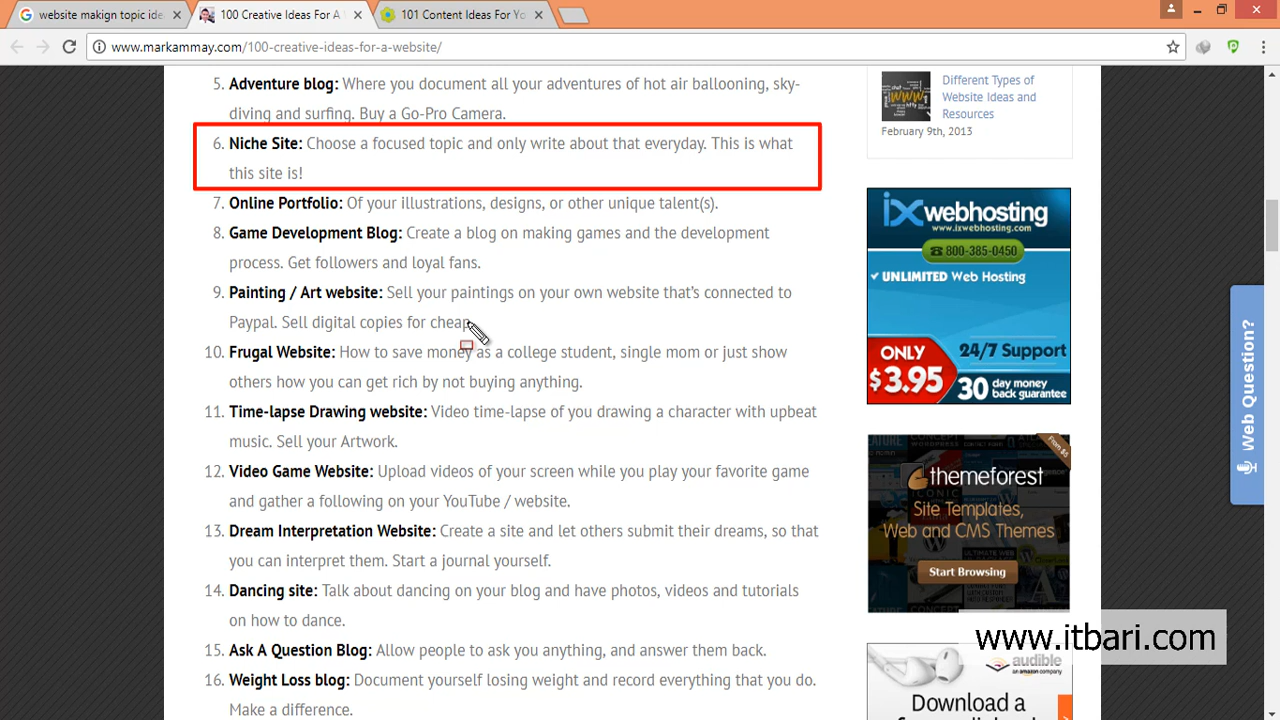 website makign topic ide
100 Creative Ideas For A
101 Content Ideas For Yo
www.markammay.com/100-creative-ideas-for-a-website/
5. Adventure blog: Where you document all your adventures of hot air ballooning, sky-
diving and surfing. Buy a Go-Pro Camera.
6. Niche Site: Choose a focused topic and only write about that everyday. This is what
this site is!
7. Online Portfolio: Of your illustrations, designs, or other unique talent(s).
8. Game Development Blog: Create a blog on making games and the development
process. Get followers and loyal fans.
9. Painting / Art website: Sell your paintings on your own website that's connected to
Paypal. Sell digital copies for cheap.
10. Frugal Website: How to save money as a college student, single mom or just show
others how you can get rich by not buying anything.
11. Time-lapse Drawing website: Video time-lapse of you drawing a character with upbeat
music. Sell your Artwork.
12. Video Game Website: Upload videos of your screen while you play your favorite game
and gather a following on your YouTube / website.
13. Dream Interpretation Website: Create a site and let others submit their dreams, so that
you can interpret them. Start a journal yourself.
14. Dancing site: Talk about dancing on your blog and have photos, videos and tutorials
on how to dance.
15. Ask A Question Blog: Allow people to ask you anything, and answer them back.
16. Weight Loss blog: Document yourself losing weight and record everything that you do.
Make a difference.
www
Different Types of
Website Ideas and
Resources
February 9th, 2013
ix webhosting
www.ixwebhosting.com
800-385-0450
UNLIMITED Web Hosting
ONLY
$3.95
24/7 Support
30 day money
back guarantee
From $5
themeforest
Site Templates,
Web and CMS Themes
Start Browsing
Web Question?
www.itbari.com
audible
an amazon company
Download a